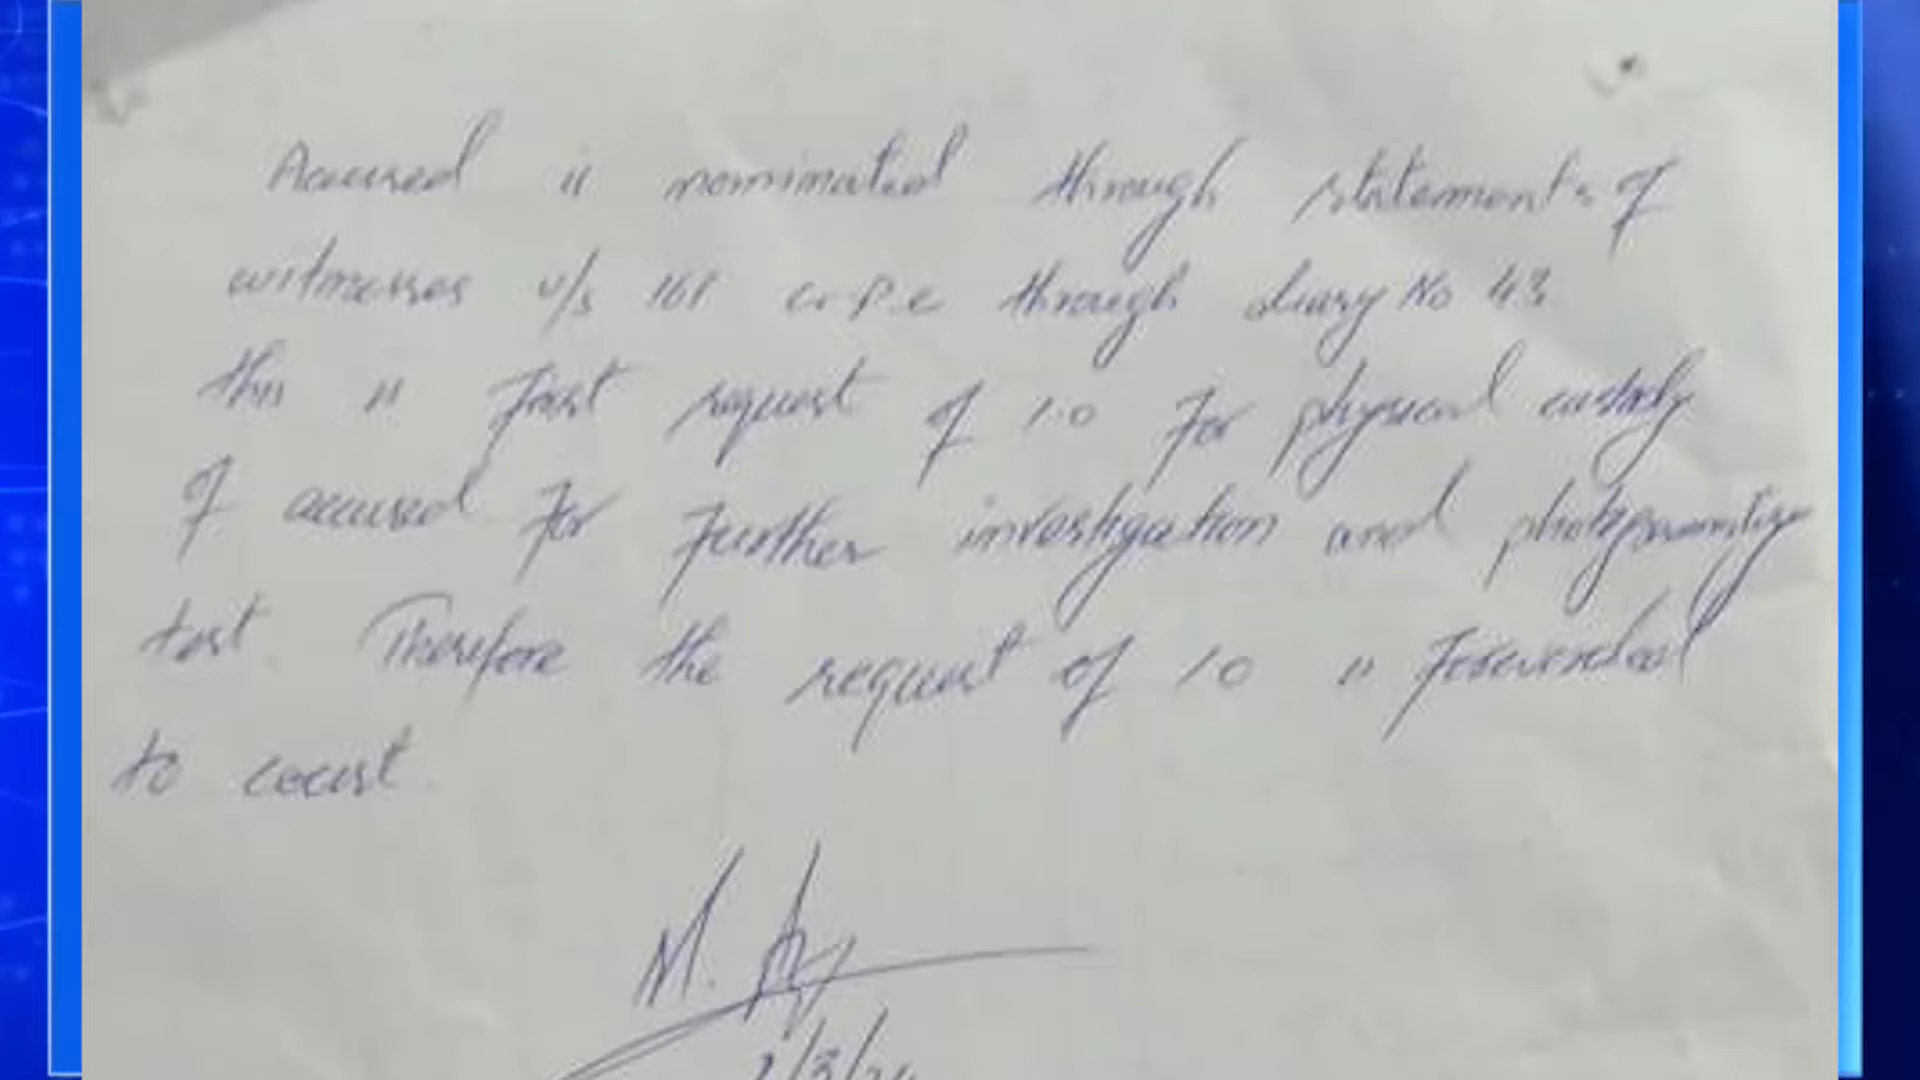 Accused is nominated through statements of
witnesses u/s 161 cr.P.c through diary No 43
this is first request of I.O for physical custody
of accused for further investigation and photogrammetry
test. Therefore the request of IO is forwarded
to court.
M.